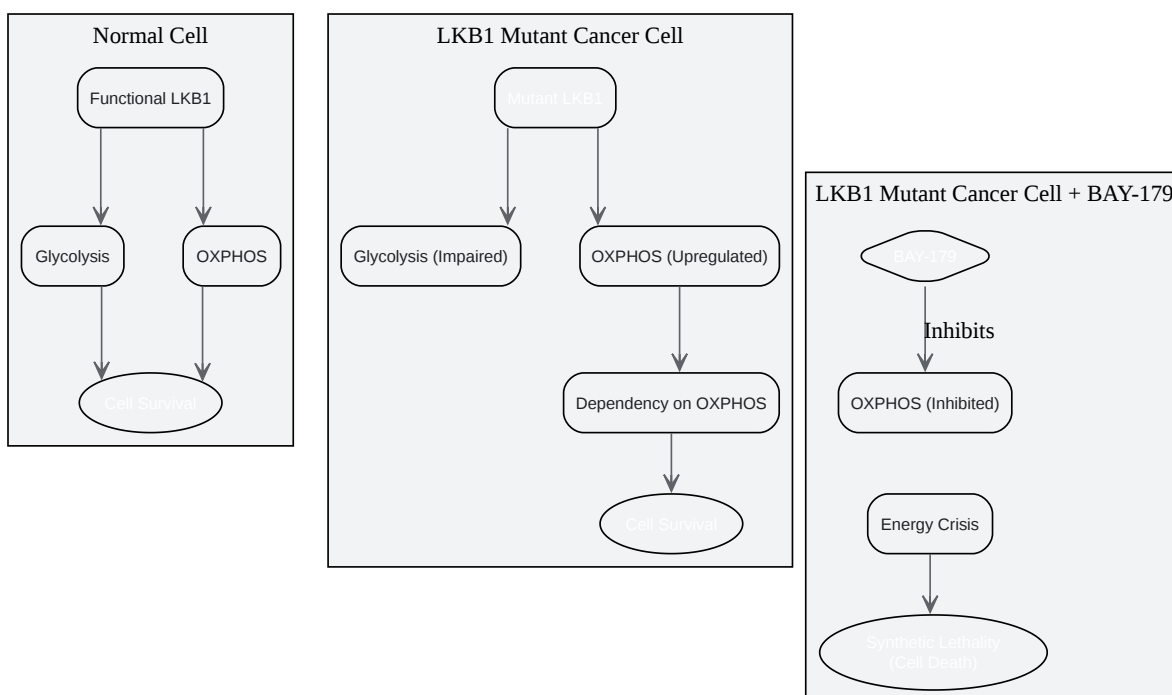 Normal Cell
Functional LKB1
Glycolysis
OXPHOS
Cell Survival
LKB1 Mutant Cancer Cell
Mutant LKB1
Glycolysis (Impaired)
OXPHOS (Upregulated)
Dependency on OXPHOS
Cell Survival
LKB1 Mutant Cancer Cell + BAY-179
BAY-179
Inhibits
OXPHOS (Inhibited)
Energy Crisis
Synthetic Lethality
(Cell Death)